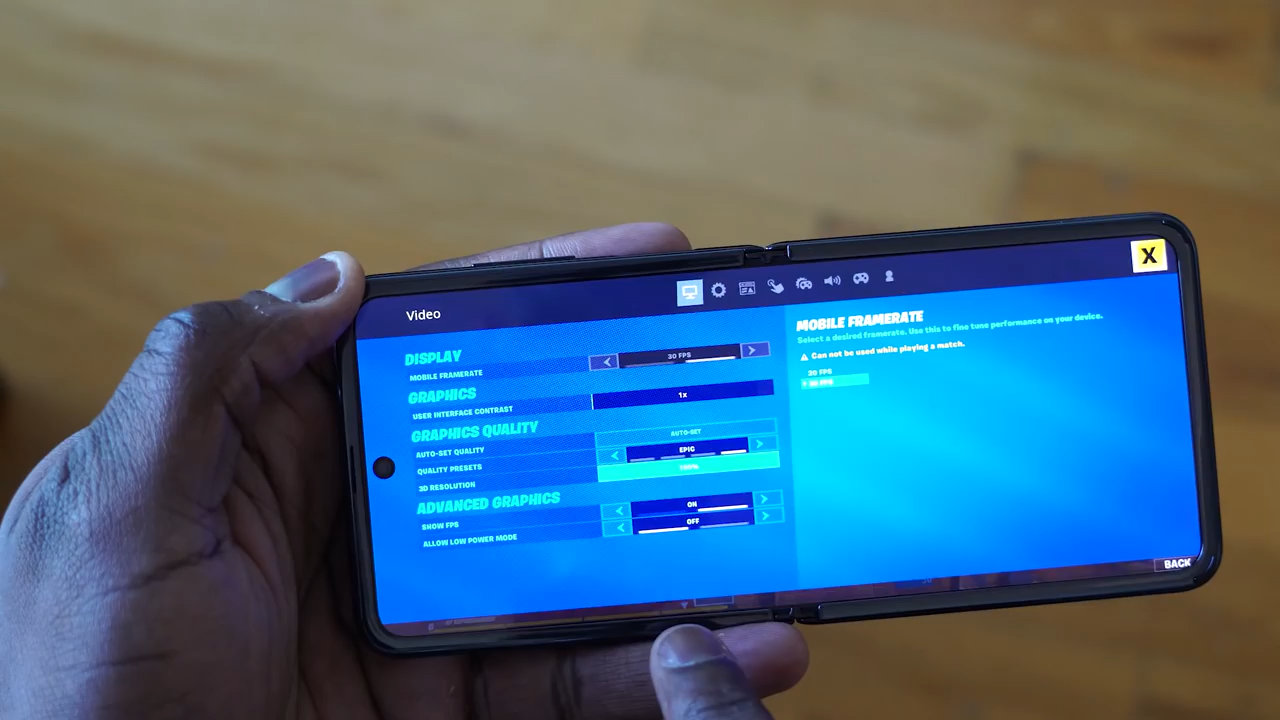 Video
X
DISPLAY
MOBILE FRAMERATE
30 FPS
GRAPHICS
USER INTERFACE CONTRAST
1x
GRAPHICS QUALITY
AUTO-SET QUALITY
AUTO-SET
QUALITY PRESETS
EPIC
3D RESOLUTION
100%
ADVANCED GRAPHICS
SHOW FPS
ON
ALLOW LOW POWER MODE
OFF
MOBILE FRAMERATE
Select a desired framerate. Use this to fine tune performance on your device.
Can not be used while playing a match.
20 FPS
30 FPS
BACK